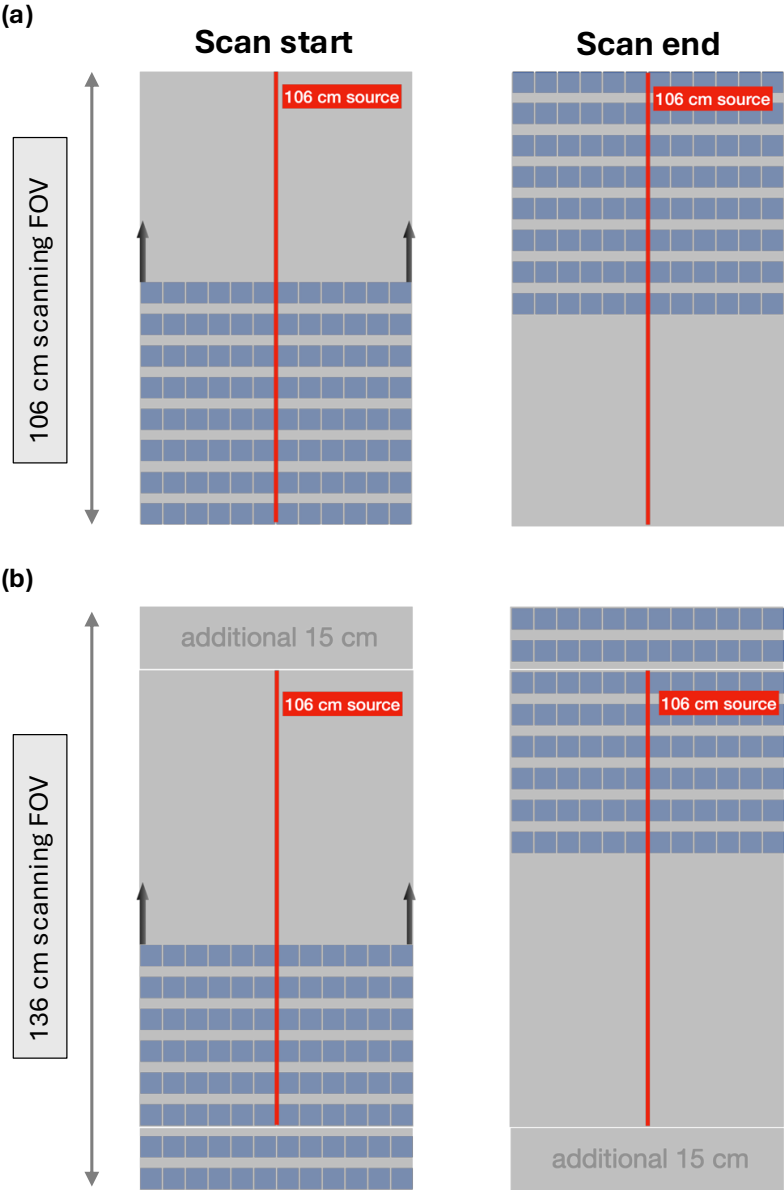 (a)
Scan start
Scan end
106 cm source
106 cm source
106 cm scanning FOV
(b)
additional 15 cm
106 cm source
106 cm source
136 cm scanning FOV
additional 15 cm